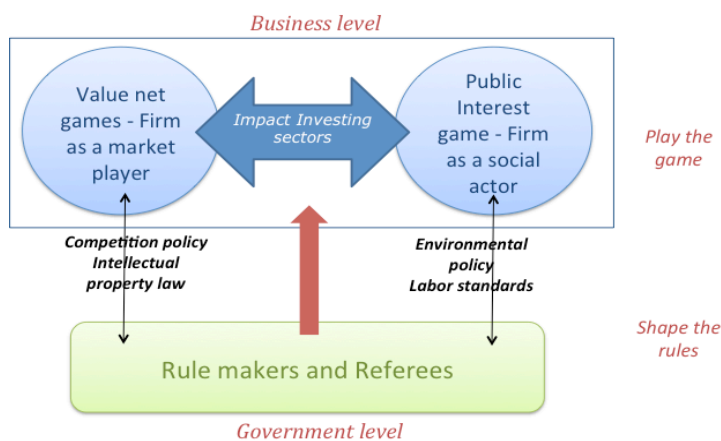 Business level
Value net
games - Firm
as a market
player
Impact Investing
sectors
Public
Interest
game - Firm
as a social
actor
Play the
game
Competition policy
Intellectual
property law
Environmental
policy
Labor standards
Shape the
rules
Rule makers and Referees
Government level